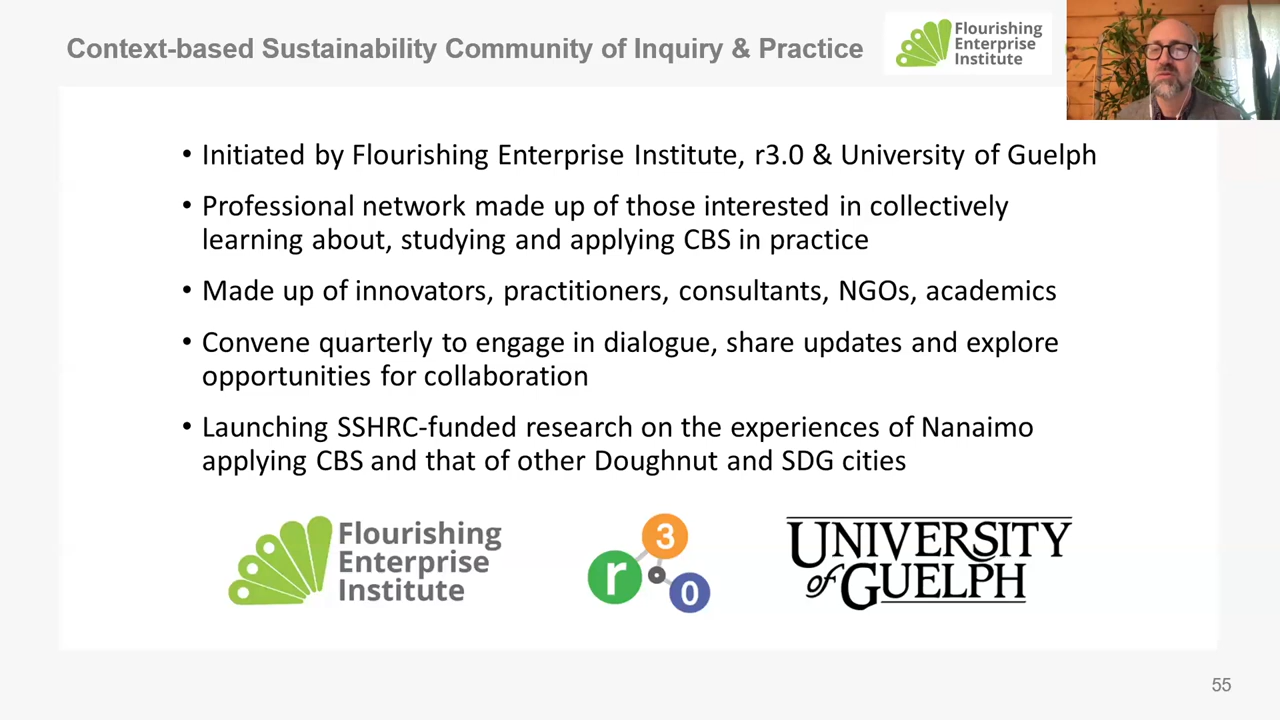 Context-based Sustainability Community of Inquiry & Practice
Flourishing
Enterprise
Institute
• Initiated by Flourishing Enterprise Institute, r3.0 & University of Guelph
• Professional network made up of those interested in collectively
learning about, studying and applying CBS in practice
• Made up of innovators, practitioners, consultants, NGOs, academics
• Convene quarterly to engage in dialogue, share updates and explore
opportunities for collaboration
• Launching SSHRC-funded research on the experiences of Nanaimo
applying CBS and that of other Doughnut and SDG cities
Flourishing
Enterprise
Institute
r 3 0
UNIVERSITY
of GUELPH
55